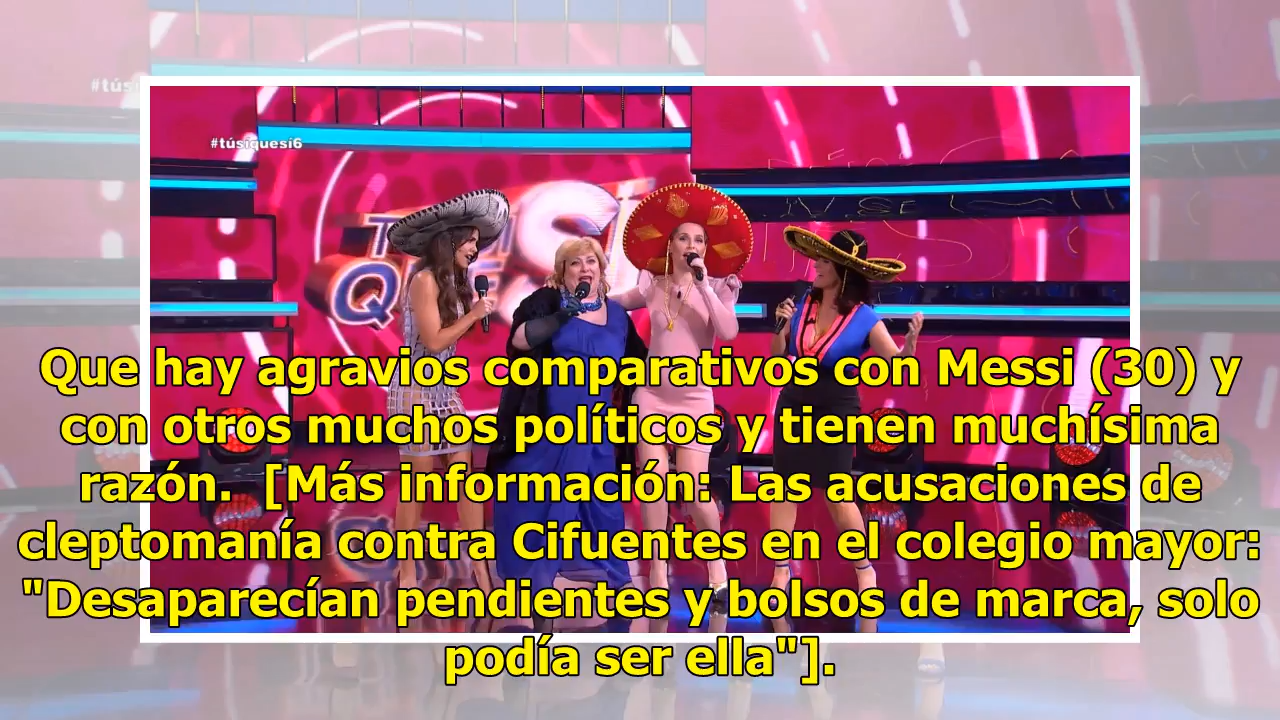 #túsíquesí6
Que hay agravios comparativos con Messi (30) y
con otros muchos políticos y tienen muchísima
razón. [Más información: Las acusaciones de
cleptomanía contra Cifuentes en el colegio mayor:
"Desaparecían pendientes y bolsos de marca, solo
podía ser ella"].